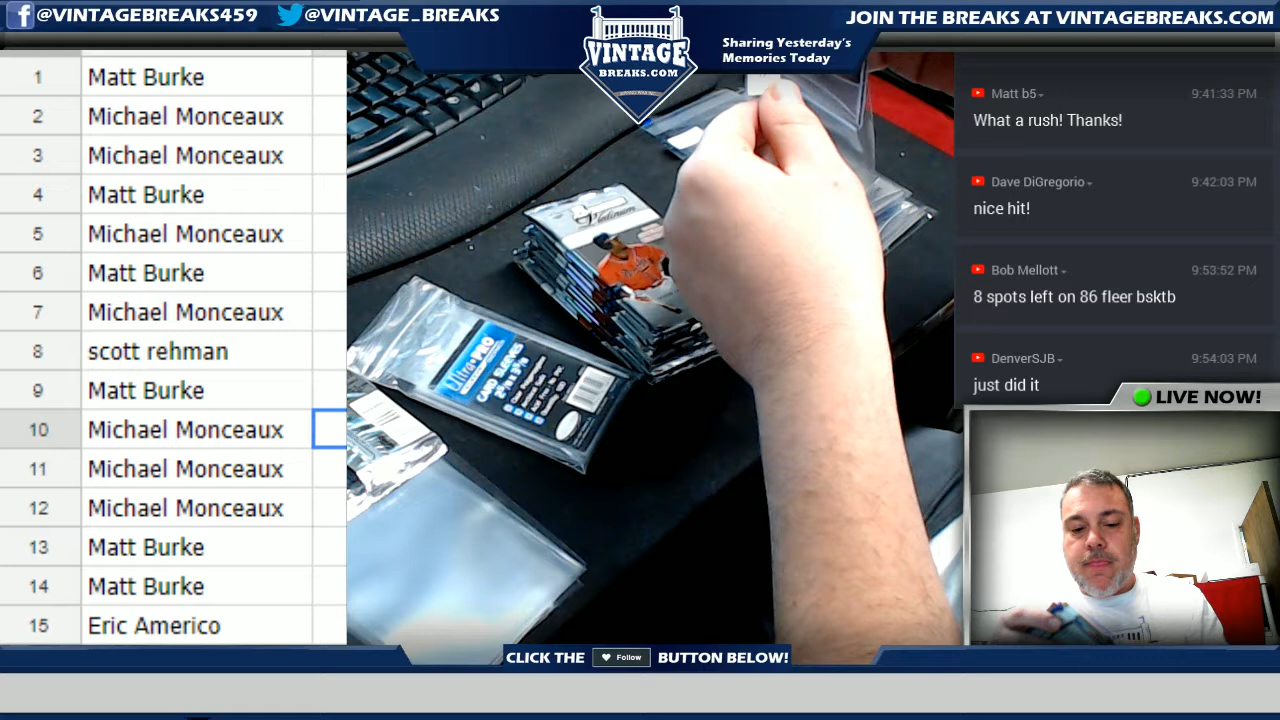 @VINTAGEBREAKS459 @VINTAGE_BREAKS
JOIN THE BREAKS AT VINTAGEBREAKS.COM
VINTAGE
BREAKS.COM
Sharing Yesterday's
Memories Today
1 Matt Burke
2 Michael Monceaux
3 Michael Monceaux
4 Matt Burke
5 Michael Monceaux
6 Matt Burke
7 Michael Monceaux
8 scott rehman
9 Matt Burke
10 Michael Monceaux
11 Michael Monceaux
12 Michael Monceaux
13 Matt Burke
14 Matt Burke
15 Eric Americo
Platinum
Ultra PRO
CARD SLEEVES
Matt b5 9:41:33 PM
What a rush! Thanks!
Dave DiGregorio 9:42:03 PM
nice hit!
Bob Mellott 9:53:52 PM
8 spots left on 86 fleer bsktb
DenverSJB 9:54:03 PM
just did it
LIVE NOW!
CLICK THE Follow BUTTON BELOW!